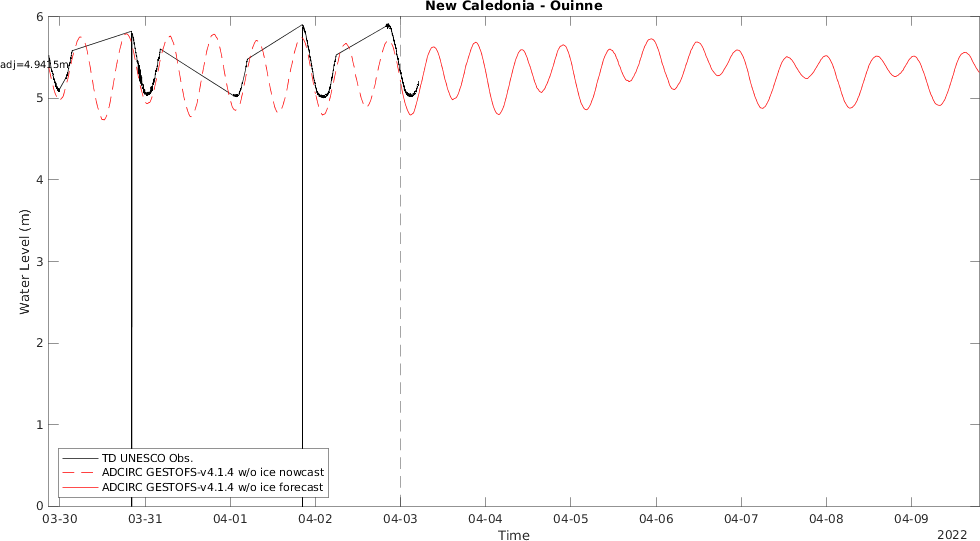 New Caledonia - Ouinne
adj=4.9415m
6
5
4
3
2
1
0
Water Level (m)
TD UNESCO Obs.
ADCIRC GESTOFS-v4.1.4 w/o ice nowcast
ADCIRC GESTOFS-v4.1.4 w/o ice forecast
03-30 03-31 04-01 04-02 04-03 04-04 04-05 04-06 04-07 04-08 04-09
Time
2022